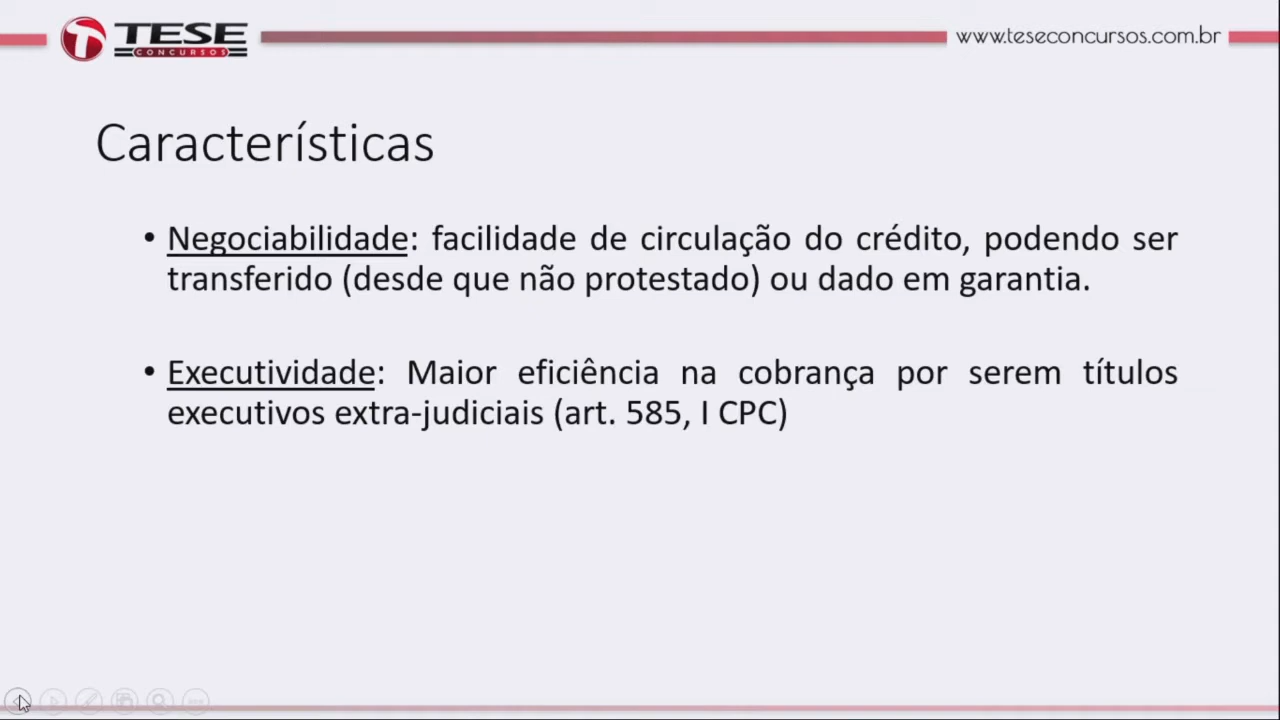 TESE
CONCURSOS
www.teseconcursos.com.br
Características
• Negociabilidade: facilidade de circulação do crédito, podendo ser
transferido (desde que não protestado) ou dado em garantia.
• Executividade: Maior eficiência na cobrança por serem títulos
executivos extra-judiciais (art. 585, I CPC)